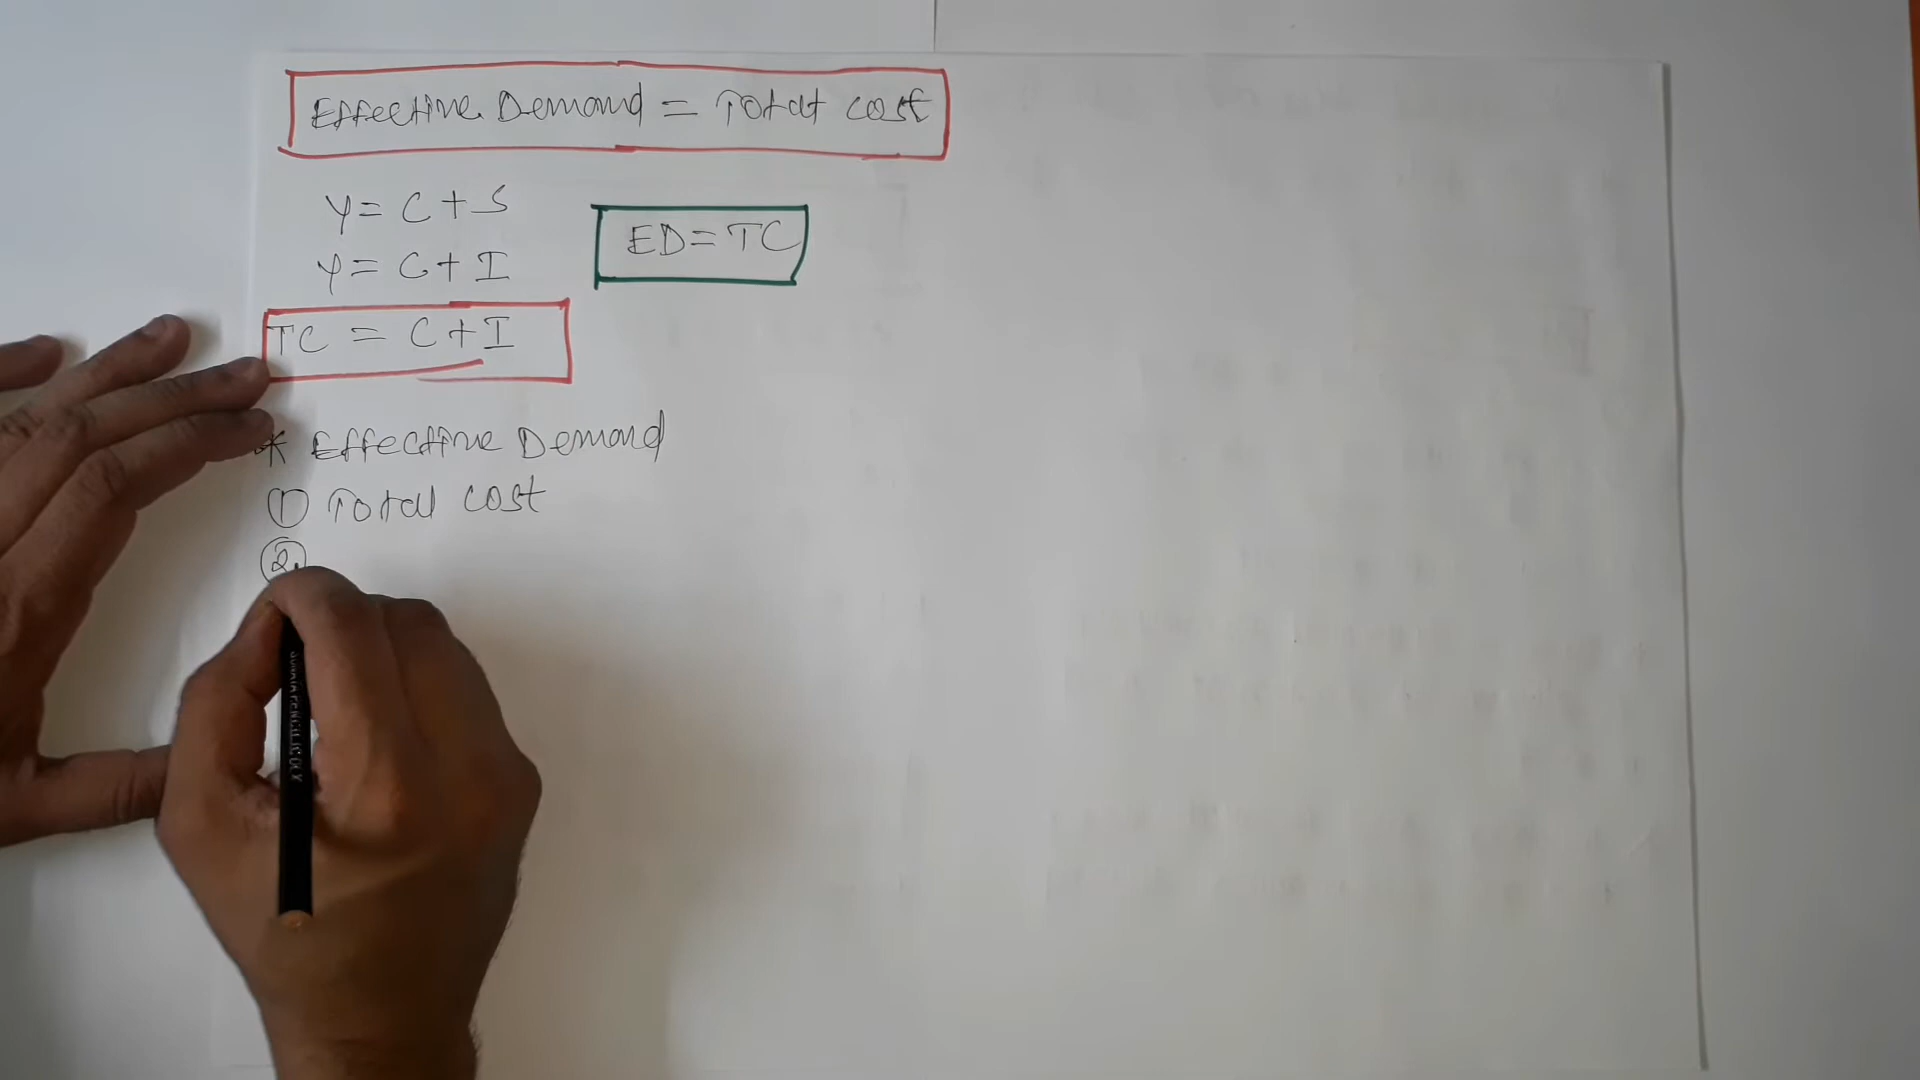 Effective Demand = Total cost
Y = C + S
Y = C + I
ED = TC
TC = C + I
* Effective Demand
① Total cost
②.